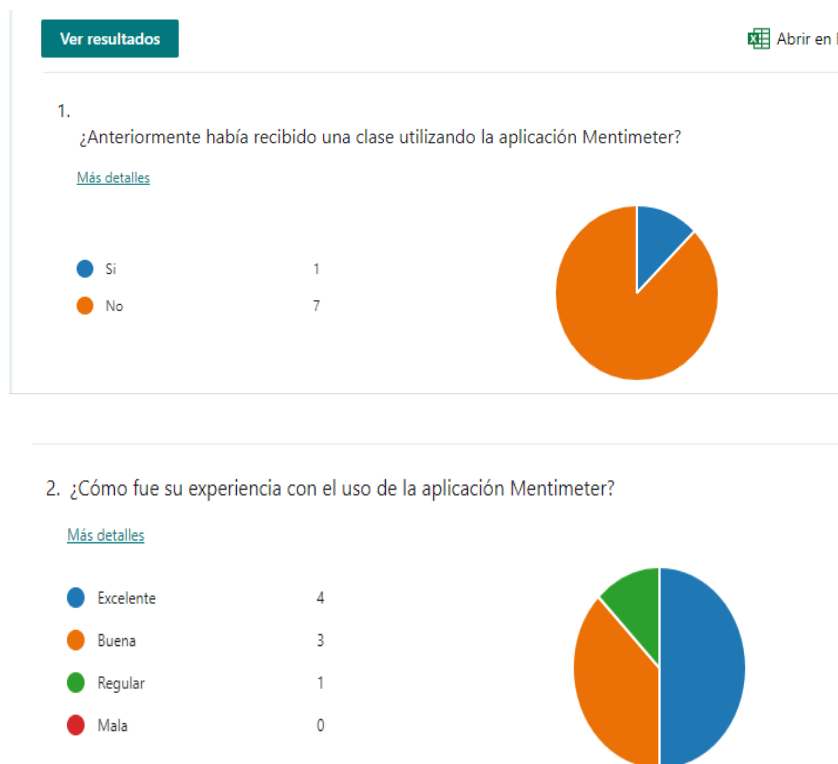 Ver resultados
Abrir en
1.
¿Anteriormente había recibido una clase utilizando la aplicación Mentimeter?
Más detalles
Si 1
No 7
2. ¿Cómo fue su experiencia con el uso de la aplicación Mentimeter?
Más detalles
Excelente 4
Buena 3
Regular 1
Mala 0